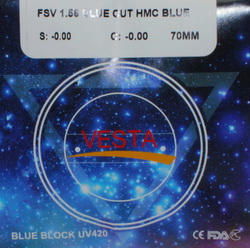 FSV 1.56 BLUE CUT HMC BLUE
S: -0.00 C: -0.00 70MM
VESTA
BLUE BLOCK UV420 CE FDA